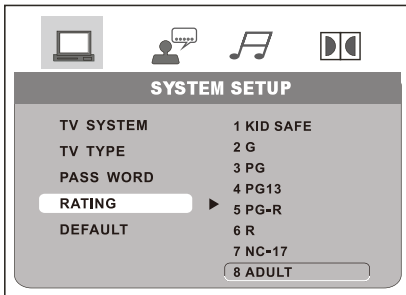 SYSTEM SETUP
TV SYSTEM
TV TYPE
PASS WORD
RATING
DEFAULT
1 KID SAFE
2 G
3 PG
4 PG13
5 PG-R
6 R
7 NC-17
8 ADULT